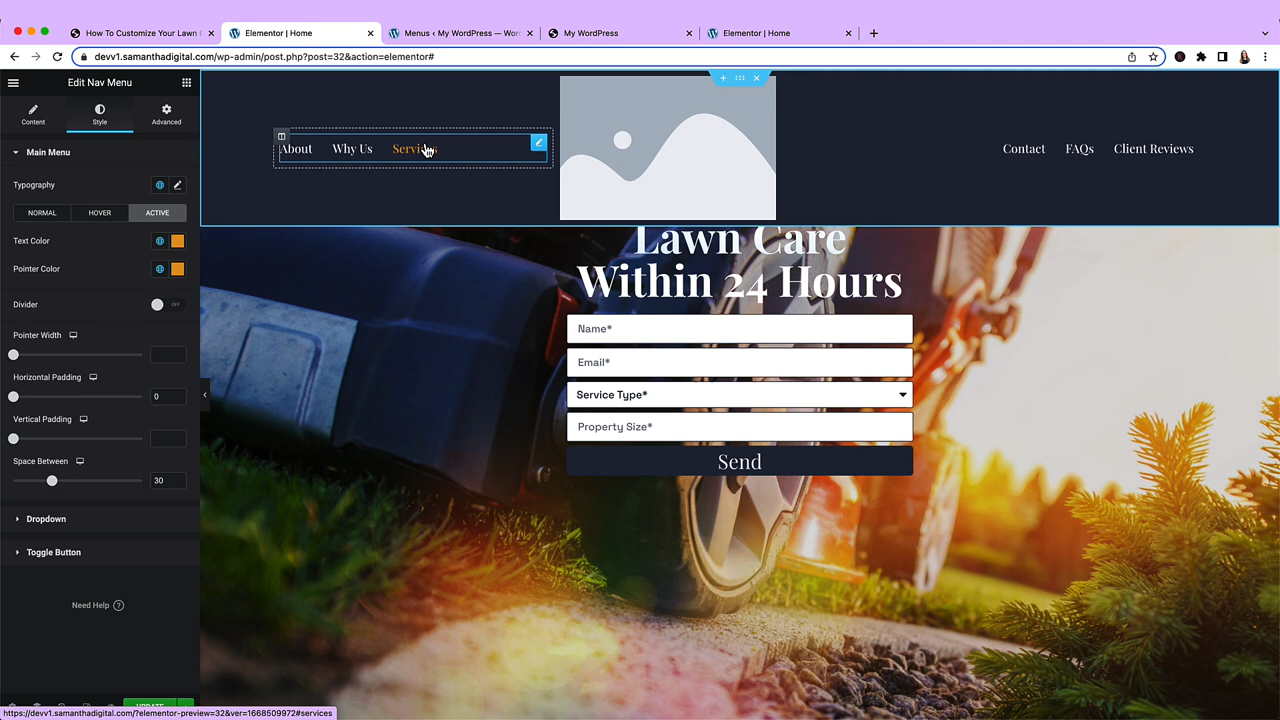 How To Customize Your Lawn
Elementor | Home
Menus ‹ My WordPress — Wor
My WordPress
Elementor | Home
devv1.samanthadigital.com/wp-admin/post.php?post=32&action=elementor#
Edit Nav Menu
Content
Style
Advanced
Main Menu
Typography
NORMAL
HOVER
ACTIVE
Text Color
Pointer Color
Divider
OFF
Pointer Width
Horizontal Padding
0
Vertical Padding
Space Between
30
Dropdown
Toggle Button
Need Help ?
UPDATE
https://devv1.samanthadigital.com/?elementor-preview=32&ver=1668509972#services
About
Why Us
Services
Contact
FAQs
Client Reviews
Lawn Care
Within 24 Hours
Name*
Email*
Service Type*
Property Size*
Send